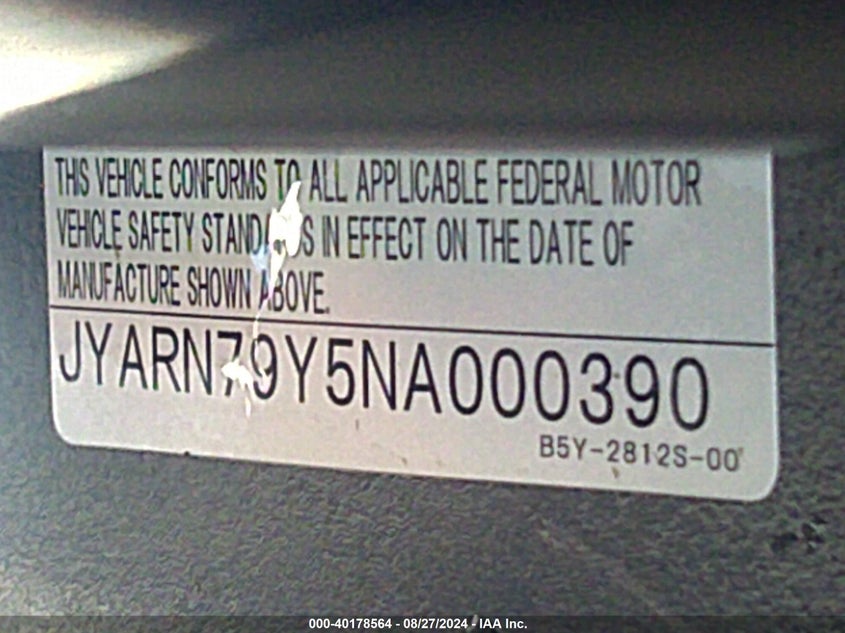 THIS VEHICLE CONFORMS TO ALL APPLICABLE FEDERAL MOTOR
VEHICLE SAFETY STANDARDS IN EFFECT ON THE DATE OF
MANUFACTURE SHOWN ABOVE.
JYARN79Y5NA000390
B5Y-2812S-00
000-40178564 - 08/27/2024 - IAA Inc.